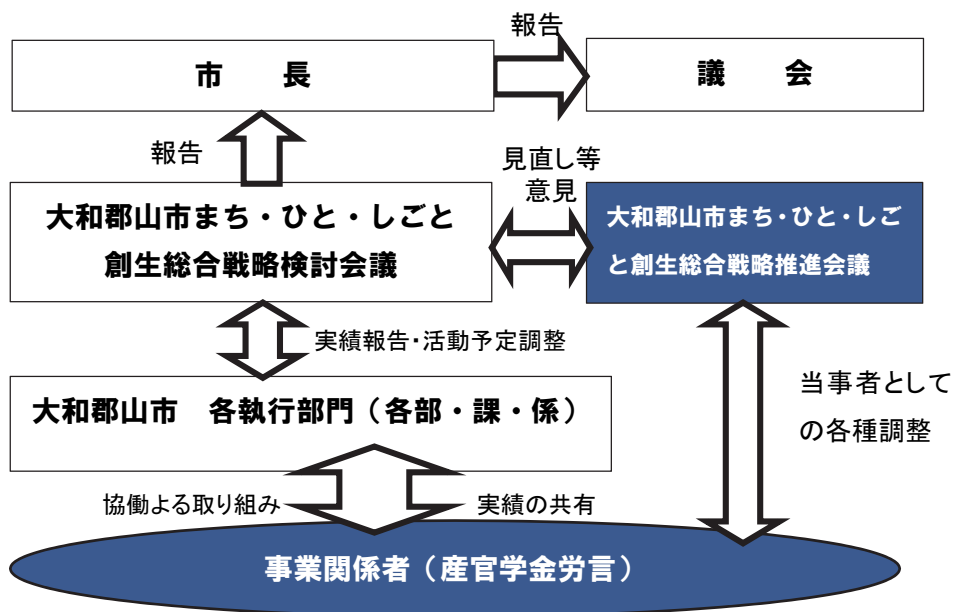 報告
市　　長
議　　会
報告
見直し等
意見
大和郡山市まち・ひと・しごと
創生総合戦略検討会議
大和郡山市まち・ひと・しご
と創生総合戦略推進会議
実績報告・活動予定調整
当事者として
の各種調整
大和郡山市　各執行部門（各部・課・係）
協働よる取り組み
実績の共有
事業関係者（産官学金労言）